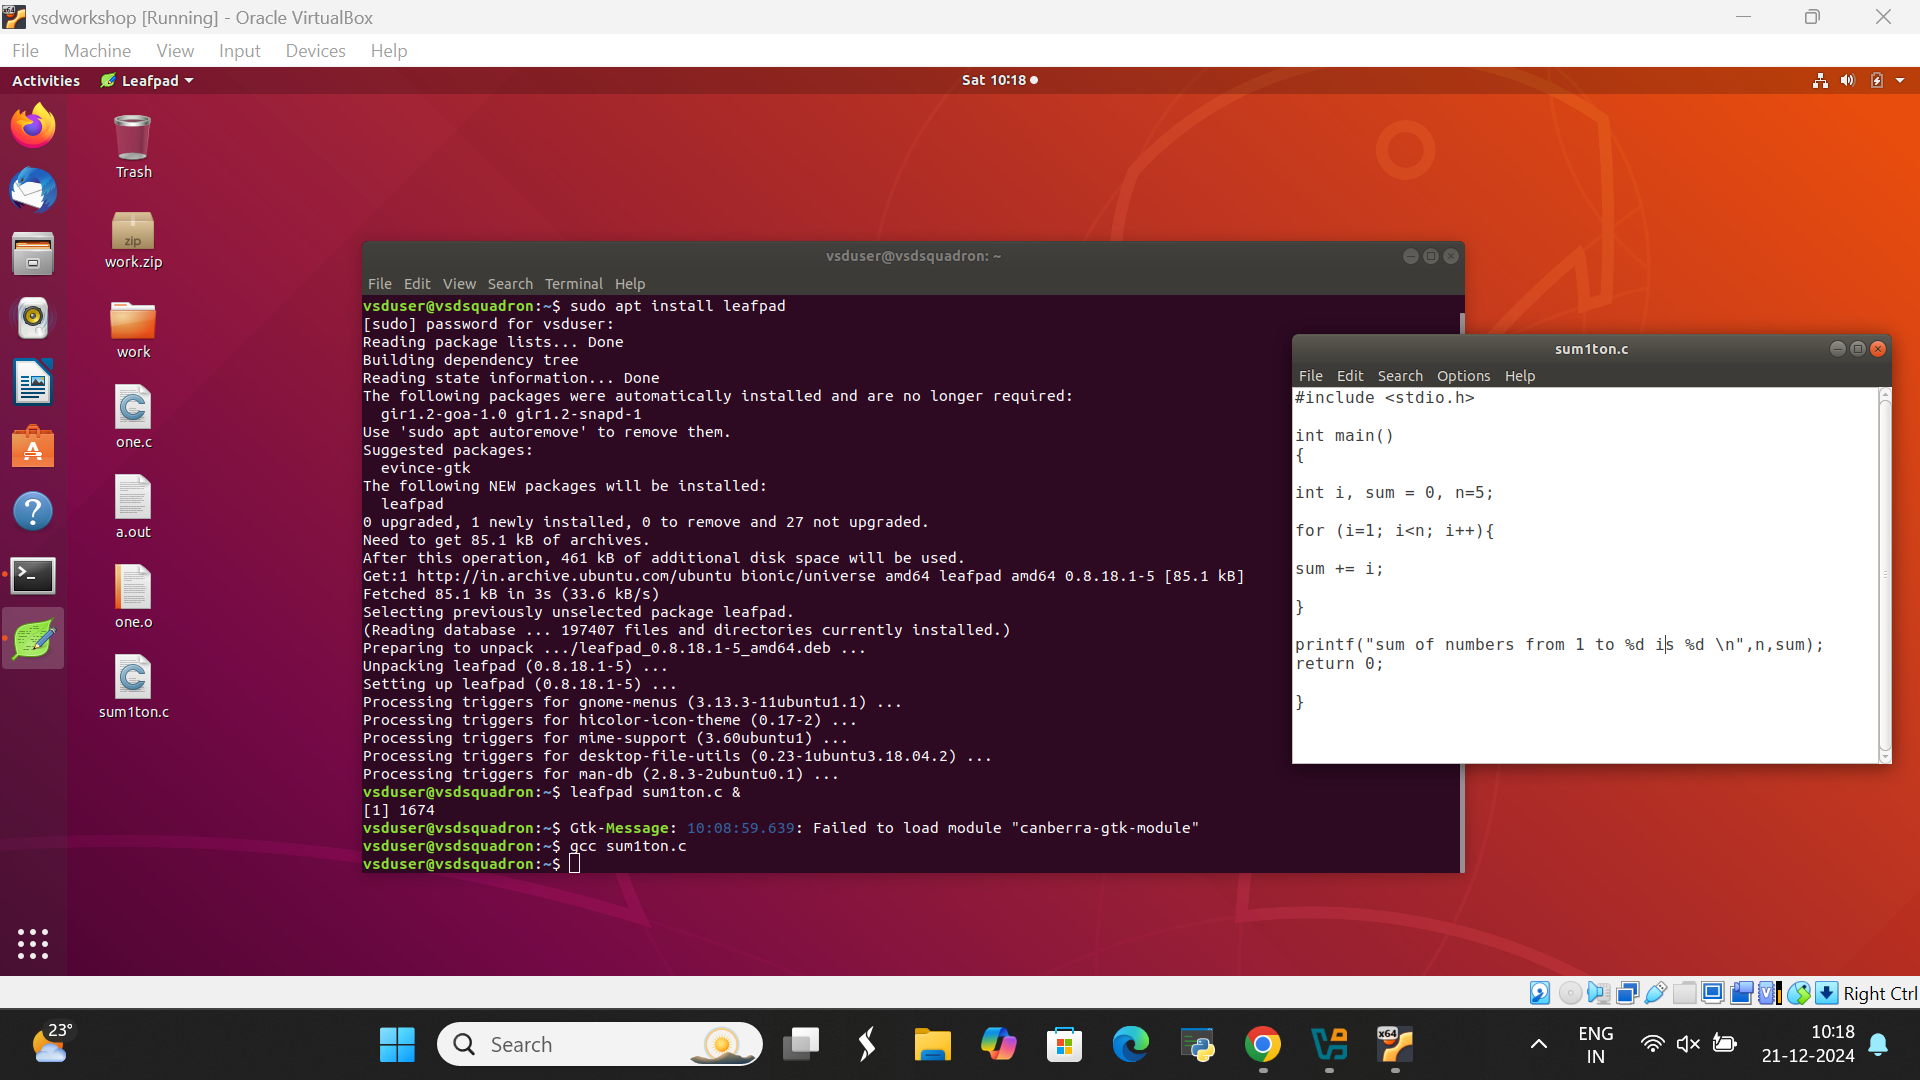 vsdworkshop [Running] - Oracle VirtualBox
File Machine View Input Devices Help
Activities Leafpad Sat 10:18
Trash
zip
work.zip
work
one.c
a.out
one.o
sum1ton.c
vsduser@vsdsquadron: ~
File Edit View Search Terminal Help
vsduser@vsdsquadron:~$ sudo apt install leafpad
[sudo] password for vsduser:
Reading package lists... Done
Building dependency tree
Reading state information... Done
The following packages were automatically installed and are no longer required:
  gir1.2-goa-1.0 gir1.2-snapd-1
Use 'sudo apt autoremove' to remove them.
Suggested packages:
  evince-gtk
The following NEW packages will be installed:
  leafpad
0 upgraded, 1 newly installed, 0 to remove and 27 not upgraded.
Need to get 85.1 kB of archives.
After this operation, 461 kB of additional disk space will be used.
Get:1 http://in.archive.ubuntu.com/ubuntu bionic/universe amd64 leafpad amd64 0.8.18.1-5 [85.1 kB]
Fetched 85.1 kB in 3s (33.6 kB/s)
Selecting previously unselected package leafpad.
(Reading database ... 197407 files and directories currently installed.)
Preparing to unpack .../leafpad_0.8.18.1-5_amd64.deb ...
Unpacking leafpad (0.8.18.1-5) ...
Setting up leafpad (0.8.18.1-5) ...
Processing triggers for gnome-menus (3.13.3-11ubuntu1.1) ...
Processing triggers for hicolor-icon-theme (0.17-2) ...
Processing triggers for mime-support (3.60ubuntu1) ...
Processing triggers for desktop-file-utils (0.23-1ubuntu3.18.04.2) ...
Processing triggers for man-db (2.8.3-2ubuntu0.1) ...
vsduser@vsdsquadron:~$ leafpad sum1ton.c &
[1] 1674
vsduser@vsdsquadron:~$ Gtk-Message: 10:08:59.639: Failed to load module "canberra-gtk-module"
vsduser@vsdsquadron:~$ gcc sum1ton.c
vsduser@vsdsquadron:~$
sum1ton.c
File Edit Search Options Help
#include <stdio.h>
int main()
{
int i, sum = 0, n=5;
for (i=1; i<n; i++){
sum += i;
}
printf("sum of numbers from 1 to %d is %d \n",n,sum);
return 0;
}
Right Ctrl
23°
Search
x64
ENG
IN
10:18
21-12-2024